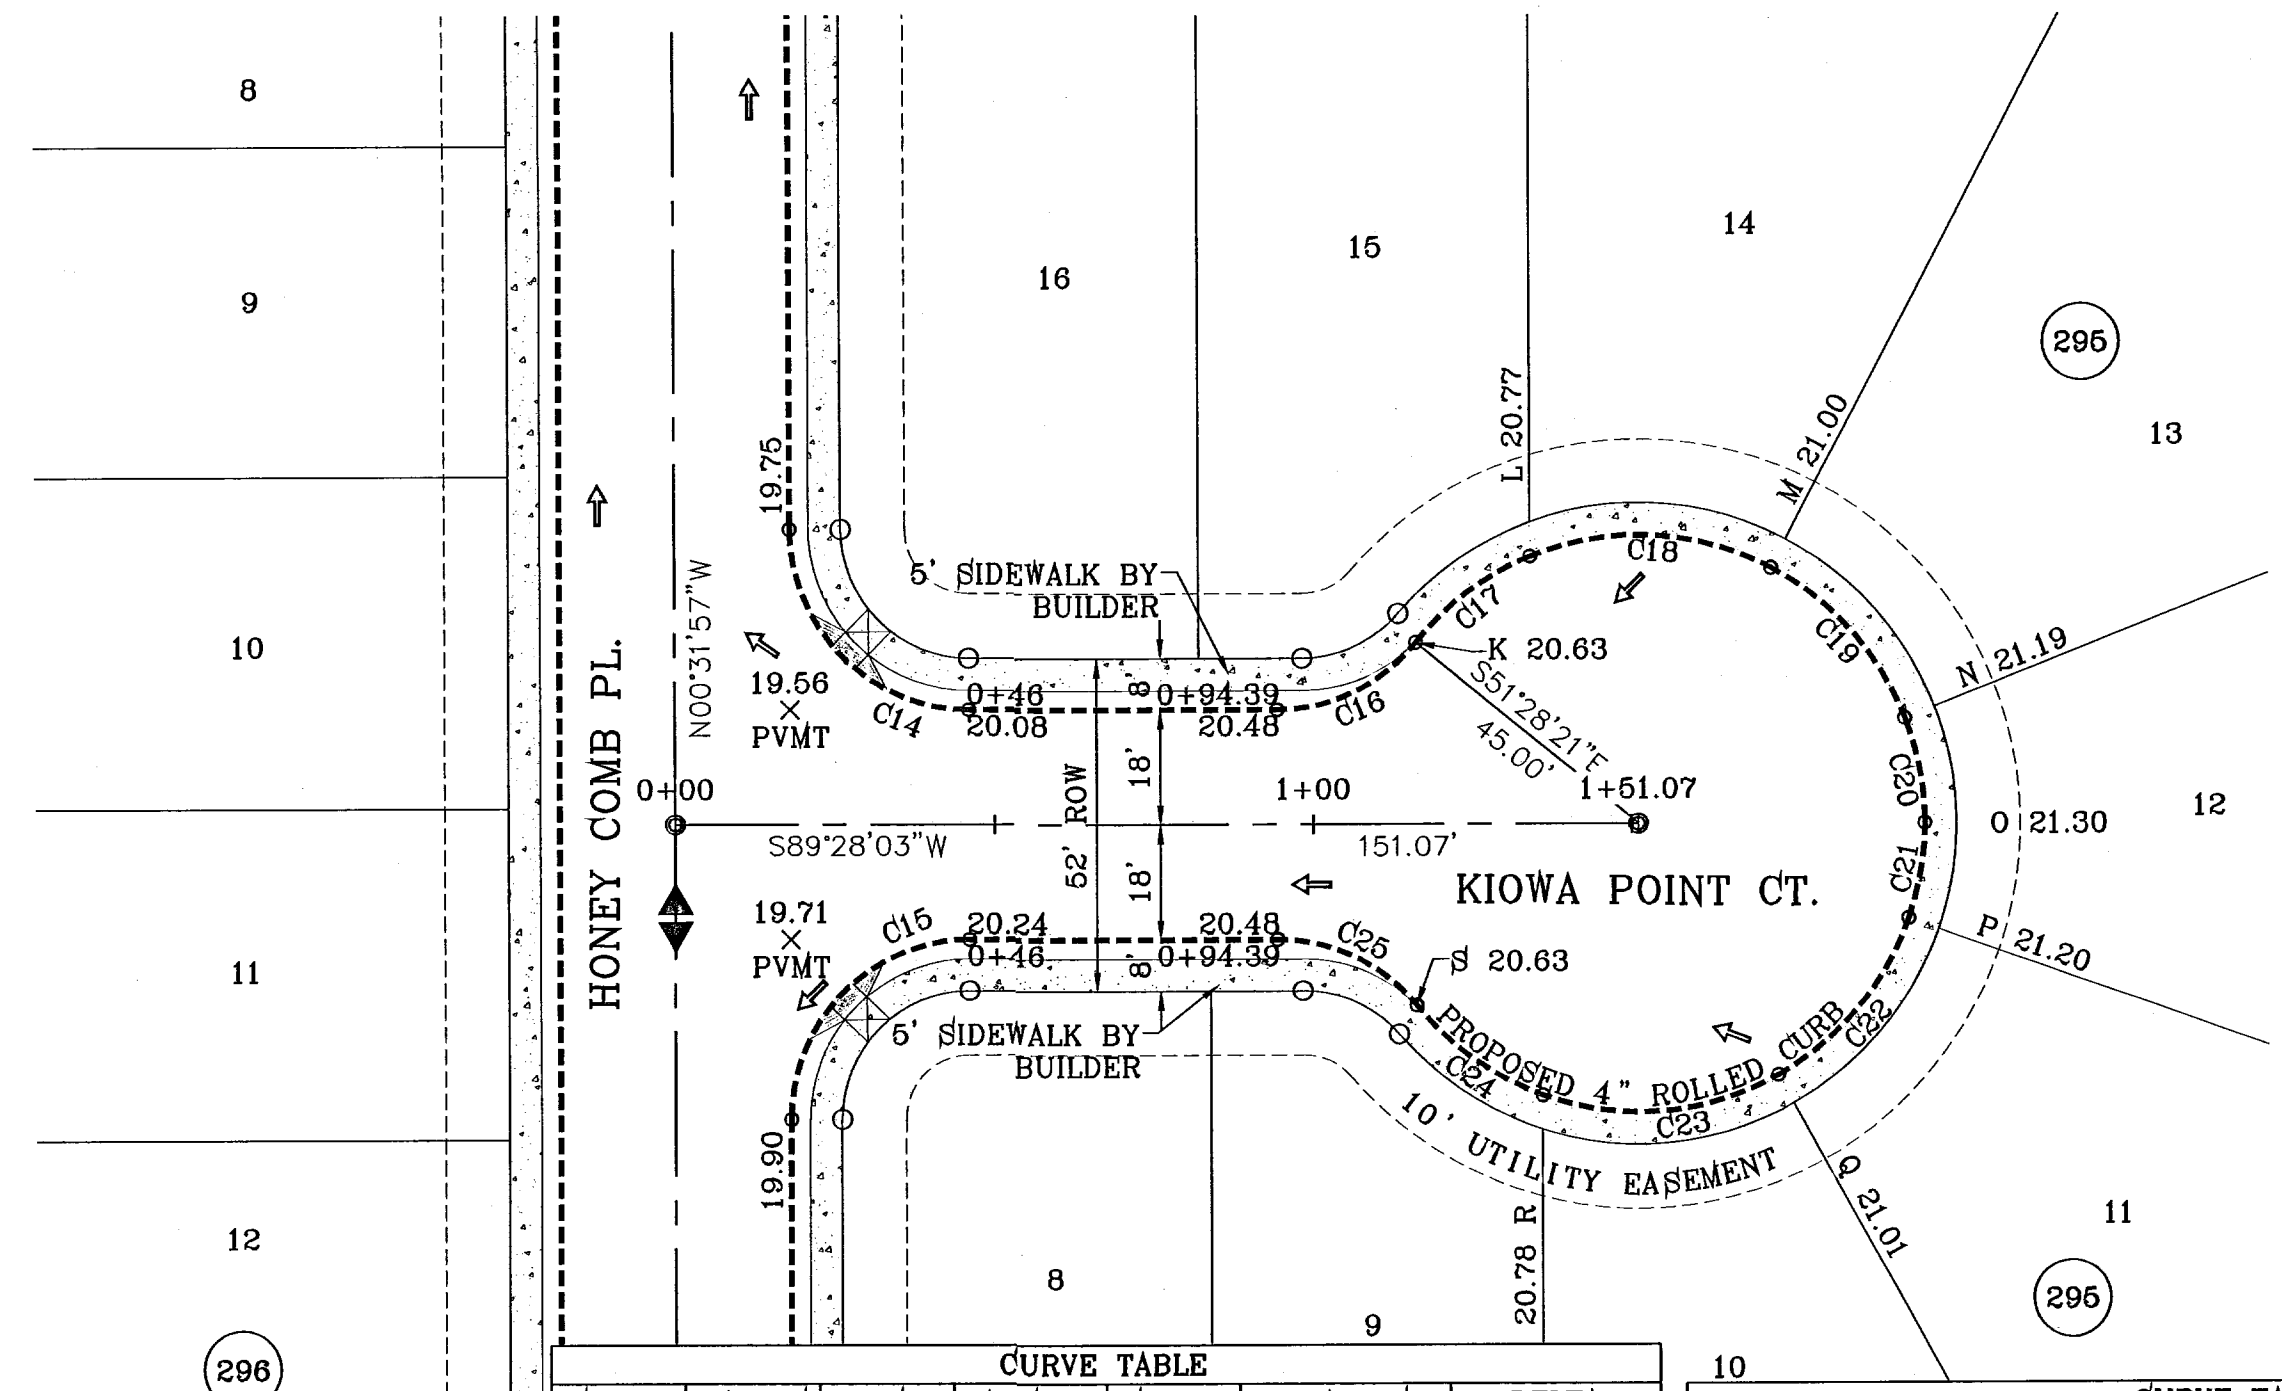 8
9
10
11
12
296
HONEY COMB PL.
N00°31'57"W
19.75
19.56
PVMT
C14
0+00
S89°28'03"W
19.71
PVMT
C15
19.90
16
15
14
295
13
12
11
295
10
9
8
5' SIDEWALK BY
BUILDER
0+46
20.08
8'
0+94.39
20.48
C16
18'
52' ROW
18'
1+00
151.07'
1+51.07
KIOWA POINT CT.
K 20.63
S51°28'21"E
45.00'
C17
C18
C19
C20
C21
C22
C23
C24
C25
L 20.77
M 21.00
N 21.19
O 21.30
P 21.20
Q 21.01
20.78 R
S 20.63
20.24
0+46
20.48
0+94.39
8'
5' SIDEWALK BY
BUILDER
PROPOSED 4" ROLLED CURB
10' UTILITY EASEMENT
CURVE TABLE